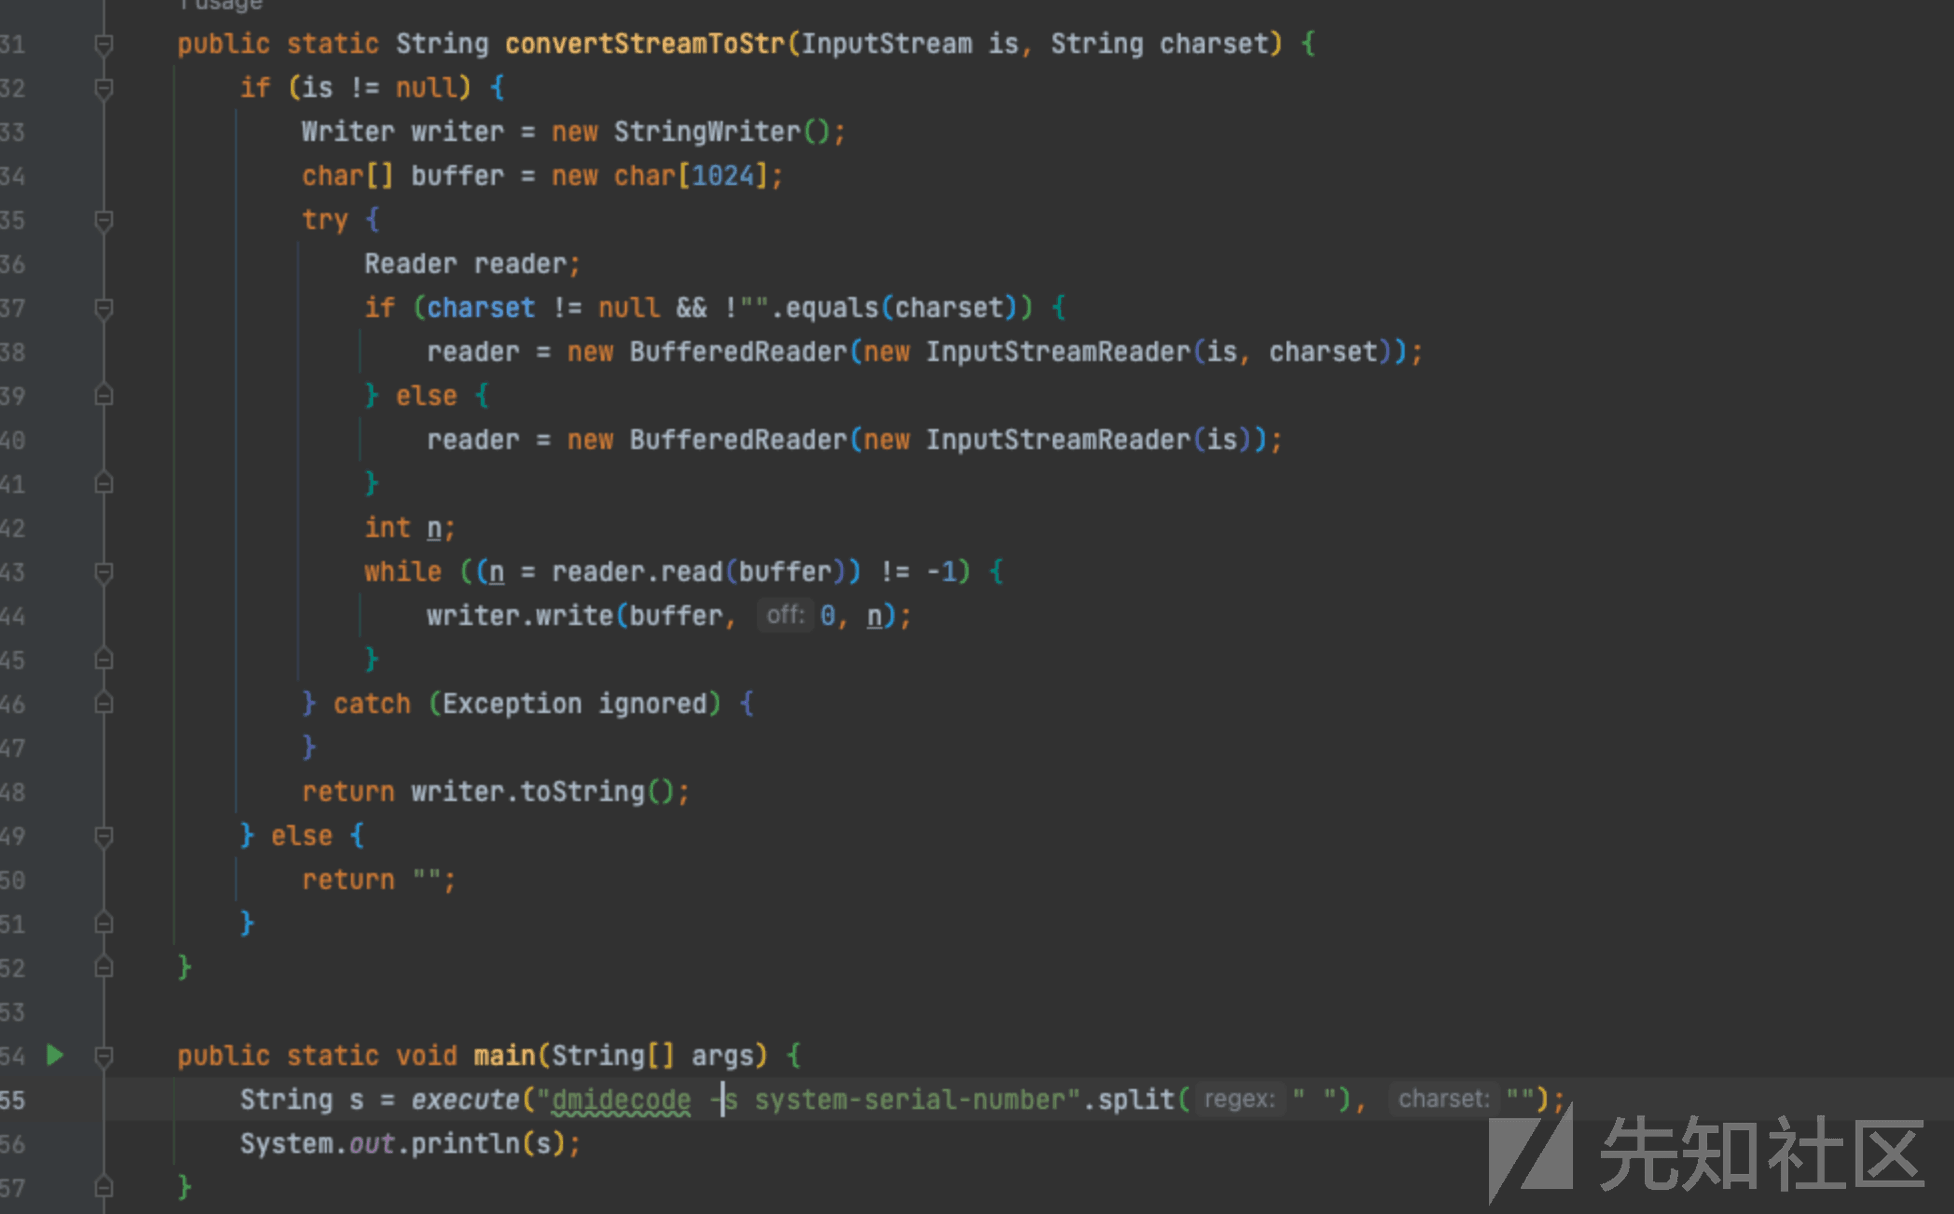 1 usage
31 public static String convertStreamToStr(InputStream is, String charset) {
32 if (is != null) {
33 Writer writer = new StringWriter();
34 char[] buffer = new char[1024];
35 try {
36 Reader reader;
37 if (charset != null && !"".equals(charset)) {
38 reader = new BufferedReader(new InputStreamReader(is, charset));
39 } else {
40 reader = new BufferedReader(new InputStreamReader(is));
41 }
42 int n;
43 while ((n = reader.read(buffer)) != -1) {
44 writer.write(buffer, off: 0, n);
45 }
46 } catch (Exception ignored) {
47 }
48 return writer.toString();
49 } else {
50 return "";
51 }
52 }
53
54 public static void main(String[] args) {
55 String s = execute("dmidecode -s system-serial-number".split( regex: " "), charset: "");
56 System.out.println(s);
57 }
先知社区